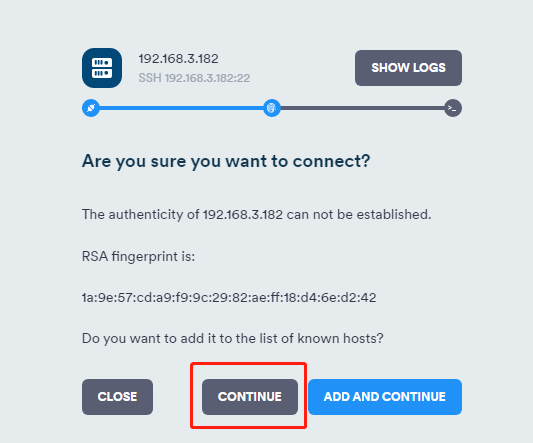 192.168.3.182
SHOW LOGS
SSH 192.168.3.182:22
>_
Are you sure you want to connect?
The authenticity of 192.168.3.182 can not be established.
RSA fingerprint is:
1a:9e:57:cd:a9:f9:9c:29:82:ae:ff:18:d4:6e:d2:42
Do you want to add it to the list of known hosts?
CLOSE
CONTINUE
ADD AND CONTINUE